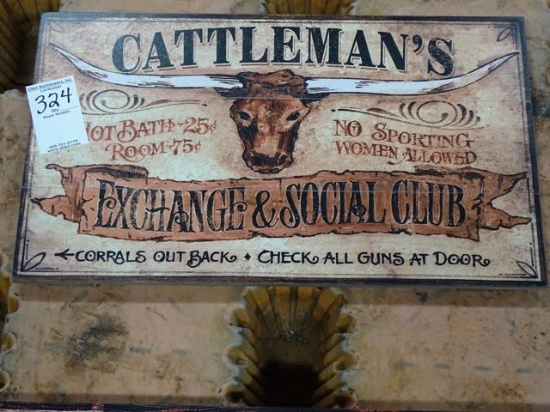 CATTLEMAN'S
324
HOT BATH-25¢
ROOM-75¢
NO SPORTING
WOMEN ALLOWED
EXCHANGE & SOCIAL CLUB
←CORRALS OUT BACK • CHECK ALL GUNS AT DOOR